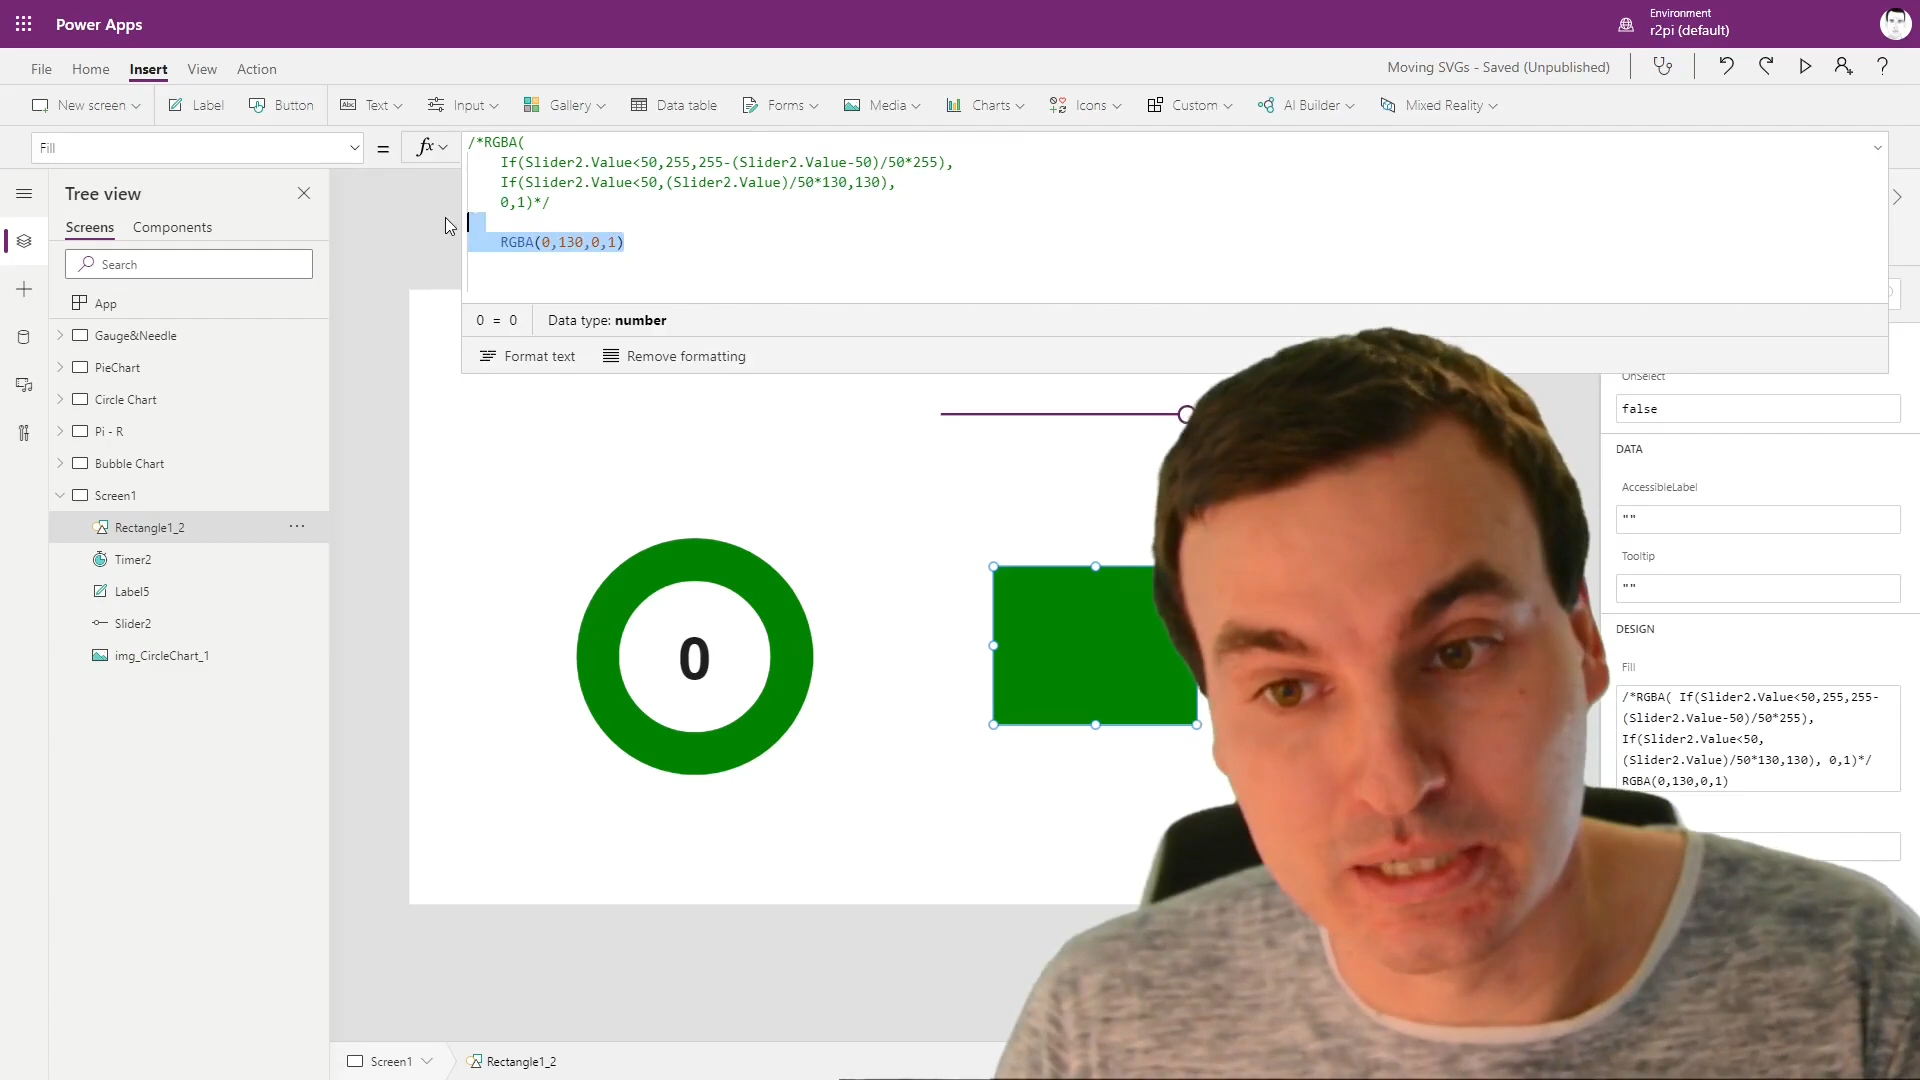 Power Apps
Environment
r2pi (default)
File
Home
Insert
View
Action
Moving SVGs - Saved (Unpublished)
New screen
Label
Button
Text
Input
Gallery
Data table
Forms
Media
Charts
Icons
Custom
AI Builder
Mixed Reality
Fill
=
fx
/*RGBA(
If(Slider2.Value<50,255,255-(Slider2.Value-50)/50*255),
If(Slider2.Value<50,(Slider2.Value)/50*130,130),
0,1)*/
RGBA(0,130,0,1)
0 = 0
Data type: number
Format text
Remove formatting
Tree view
Screens
Components
Search
App
Gauge&Needle
PieChart
Circle Chart
Pi - R
Bubble Chart
Screen1
Rectangle1_2
Timer2
Label5
Slider2
img_CircleChart_1
0
OnSelect
false
DATA
AccessibleLabel
""
Tooltip
""
DESIGN
Fill
/*RGBA( If(Slider2.Value<50,255,255-
(Slider2.Value-50)/50*255),
If(Slider2.Value<50,
(Slider2.Value)/50*130,130), 0,1)*/
RGBA(0,130,0,1)
Screen1
Rectangle1_2